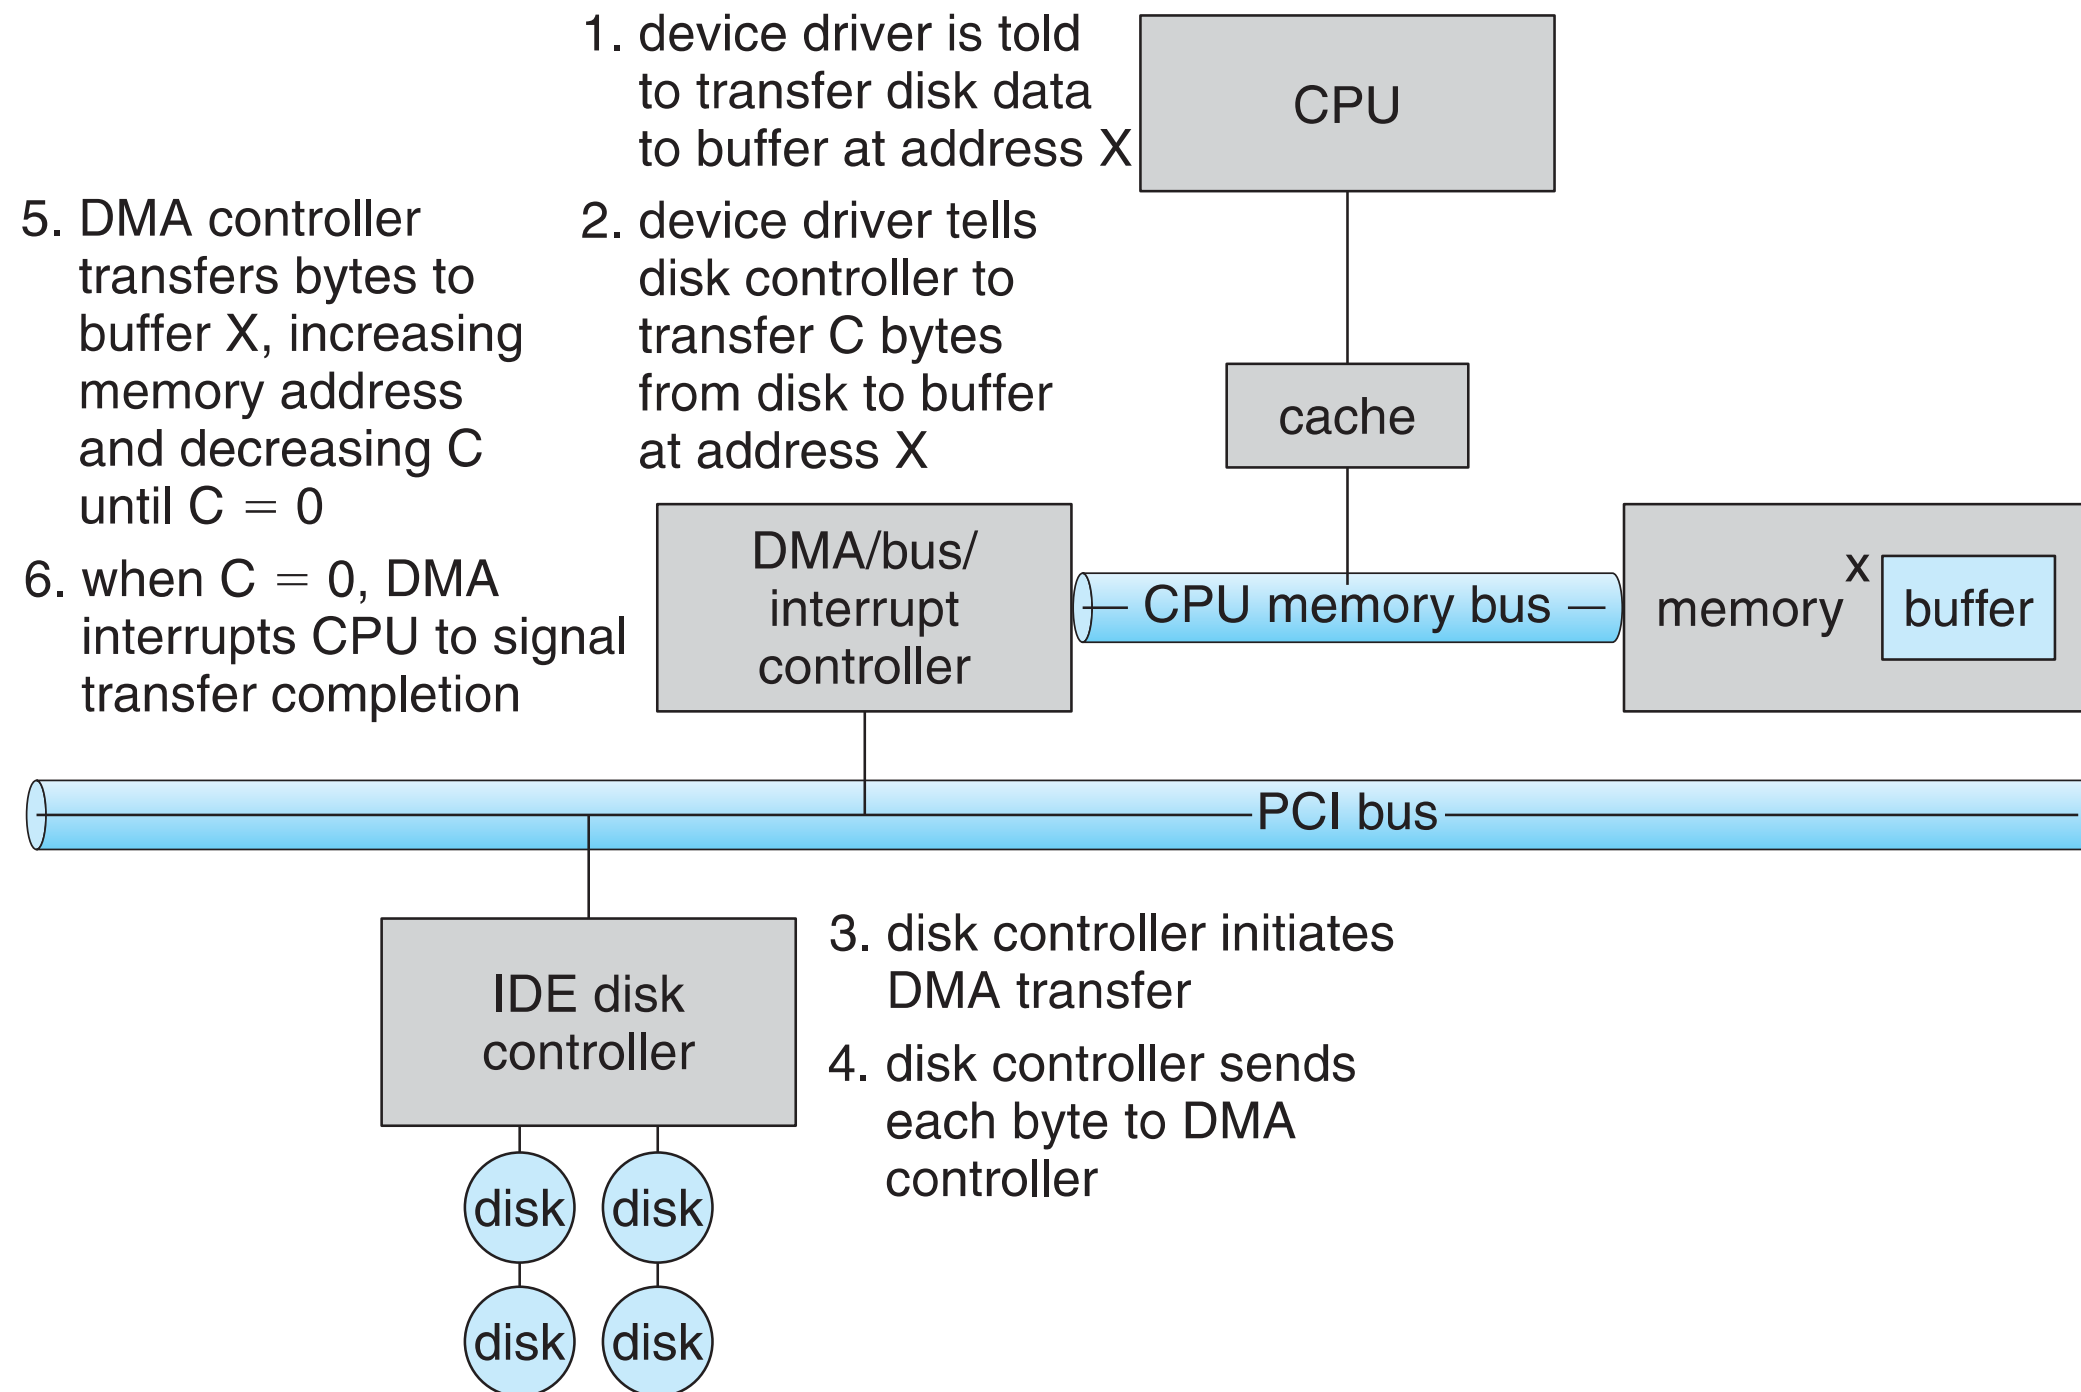 1. device driver is told
to transfer disk data
to buffer at address X
2. device driver tells
disk controller to
transfer C bytes
from disk to buffer
at address X
5. DMA controller
transfers bytes to
buffer X, increasing
memory address
and decreasing C
until C = 0
6. when C = 0, DMA
interrupts CPU to signal
transfer completion
CPU
cache
DMA/bus/
interrupt
controller
CPU memory bus
memory
x
buffer
PCI bus
IDE disk
controller
3. disk controller initiates
DMA transfer
4. disk controller sends
each byte to DMA
controller
disk
disk
disk
disk